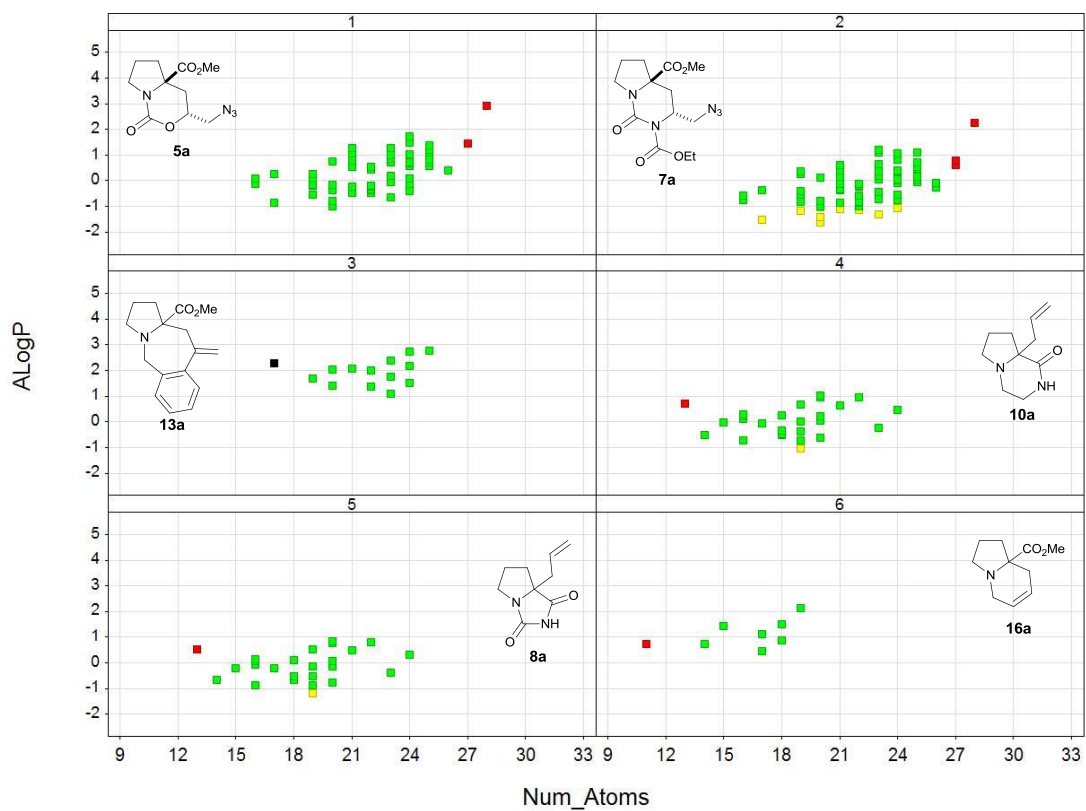 1 2
5
4
3
2
1
0
-1
-2
CO2Me
N
O
O
N3
5a
CO2Me
N
O
N
N3
O
OEt
7a
3 4
5
4
3
2
1
0
-1
-2
CO2Me
N
13a
O
N
NH
10a
5 6
5
4
3
2
1
0
-1
-2
N
O
NH
O
8a
CO2Me
N
16a
9 12 15 18 21 24 27 30 33 9 12 15 18 21 24 27 30 33
ALogP
Num_Atoms